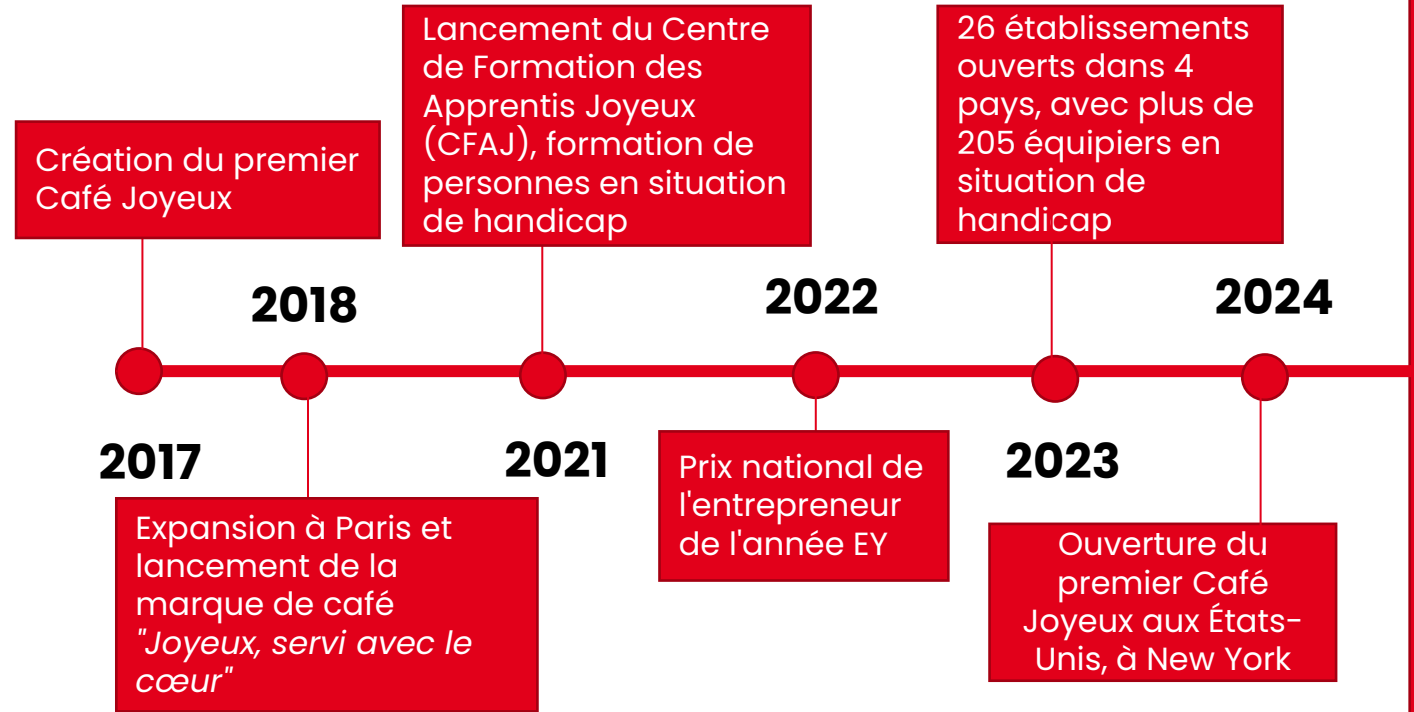 Création du premier
Café Joyeux
2017
2018
Expansion à Paris et
lancement de la
marque de café
"Joyeux, servi avec le
cœur"
Lancement du Centre
de Formation des
Apprentis Joyeux
(CFAJ), formation de
personnes en situation
de handicap
2021
2022
Prix national de
l'entrepreneur
de l'année EY
26 établissements
ouverts dans 4
pays, avec plus de
205 équipiers en
situation de
handicap
2023
2024
Ouverture du
premier Café
Joyeux aux États-
Unis, à New York